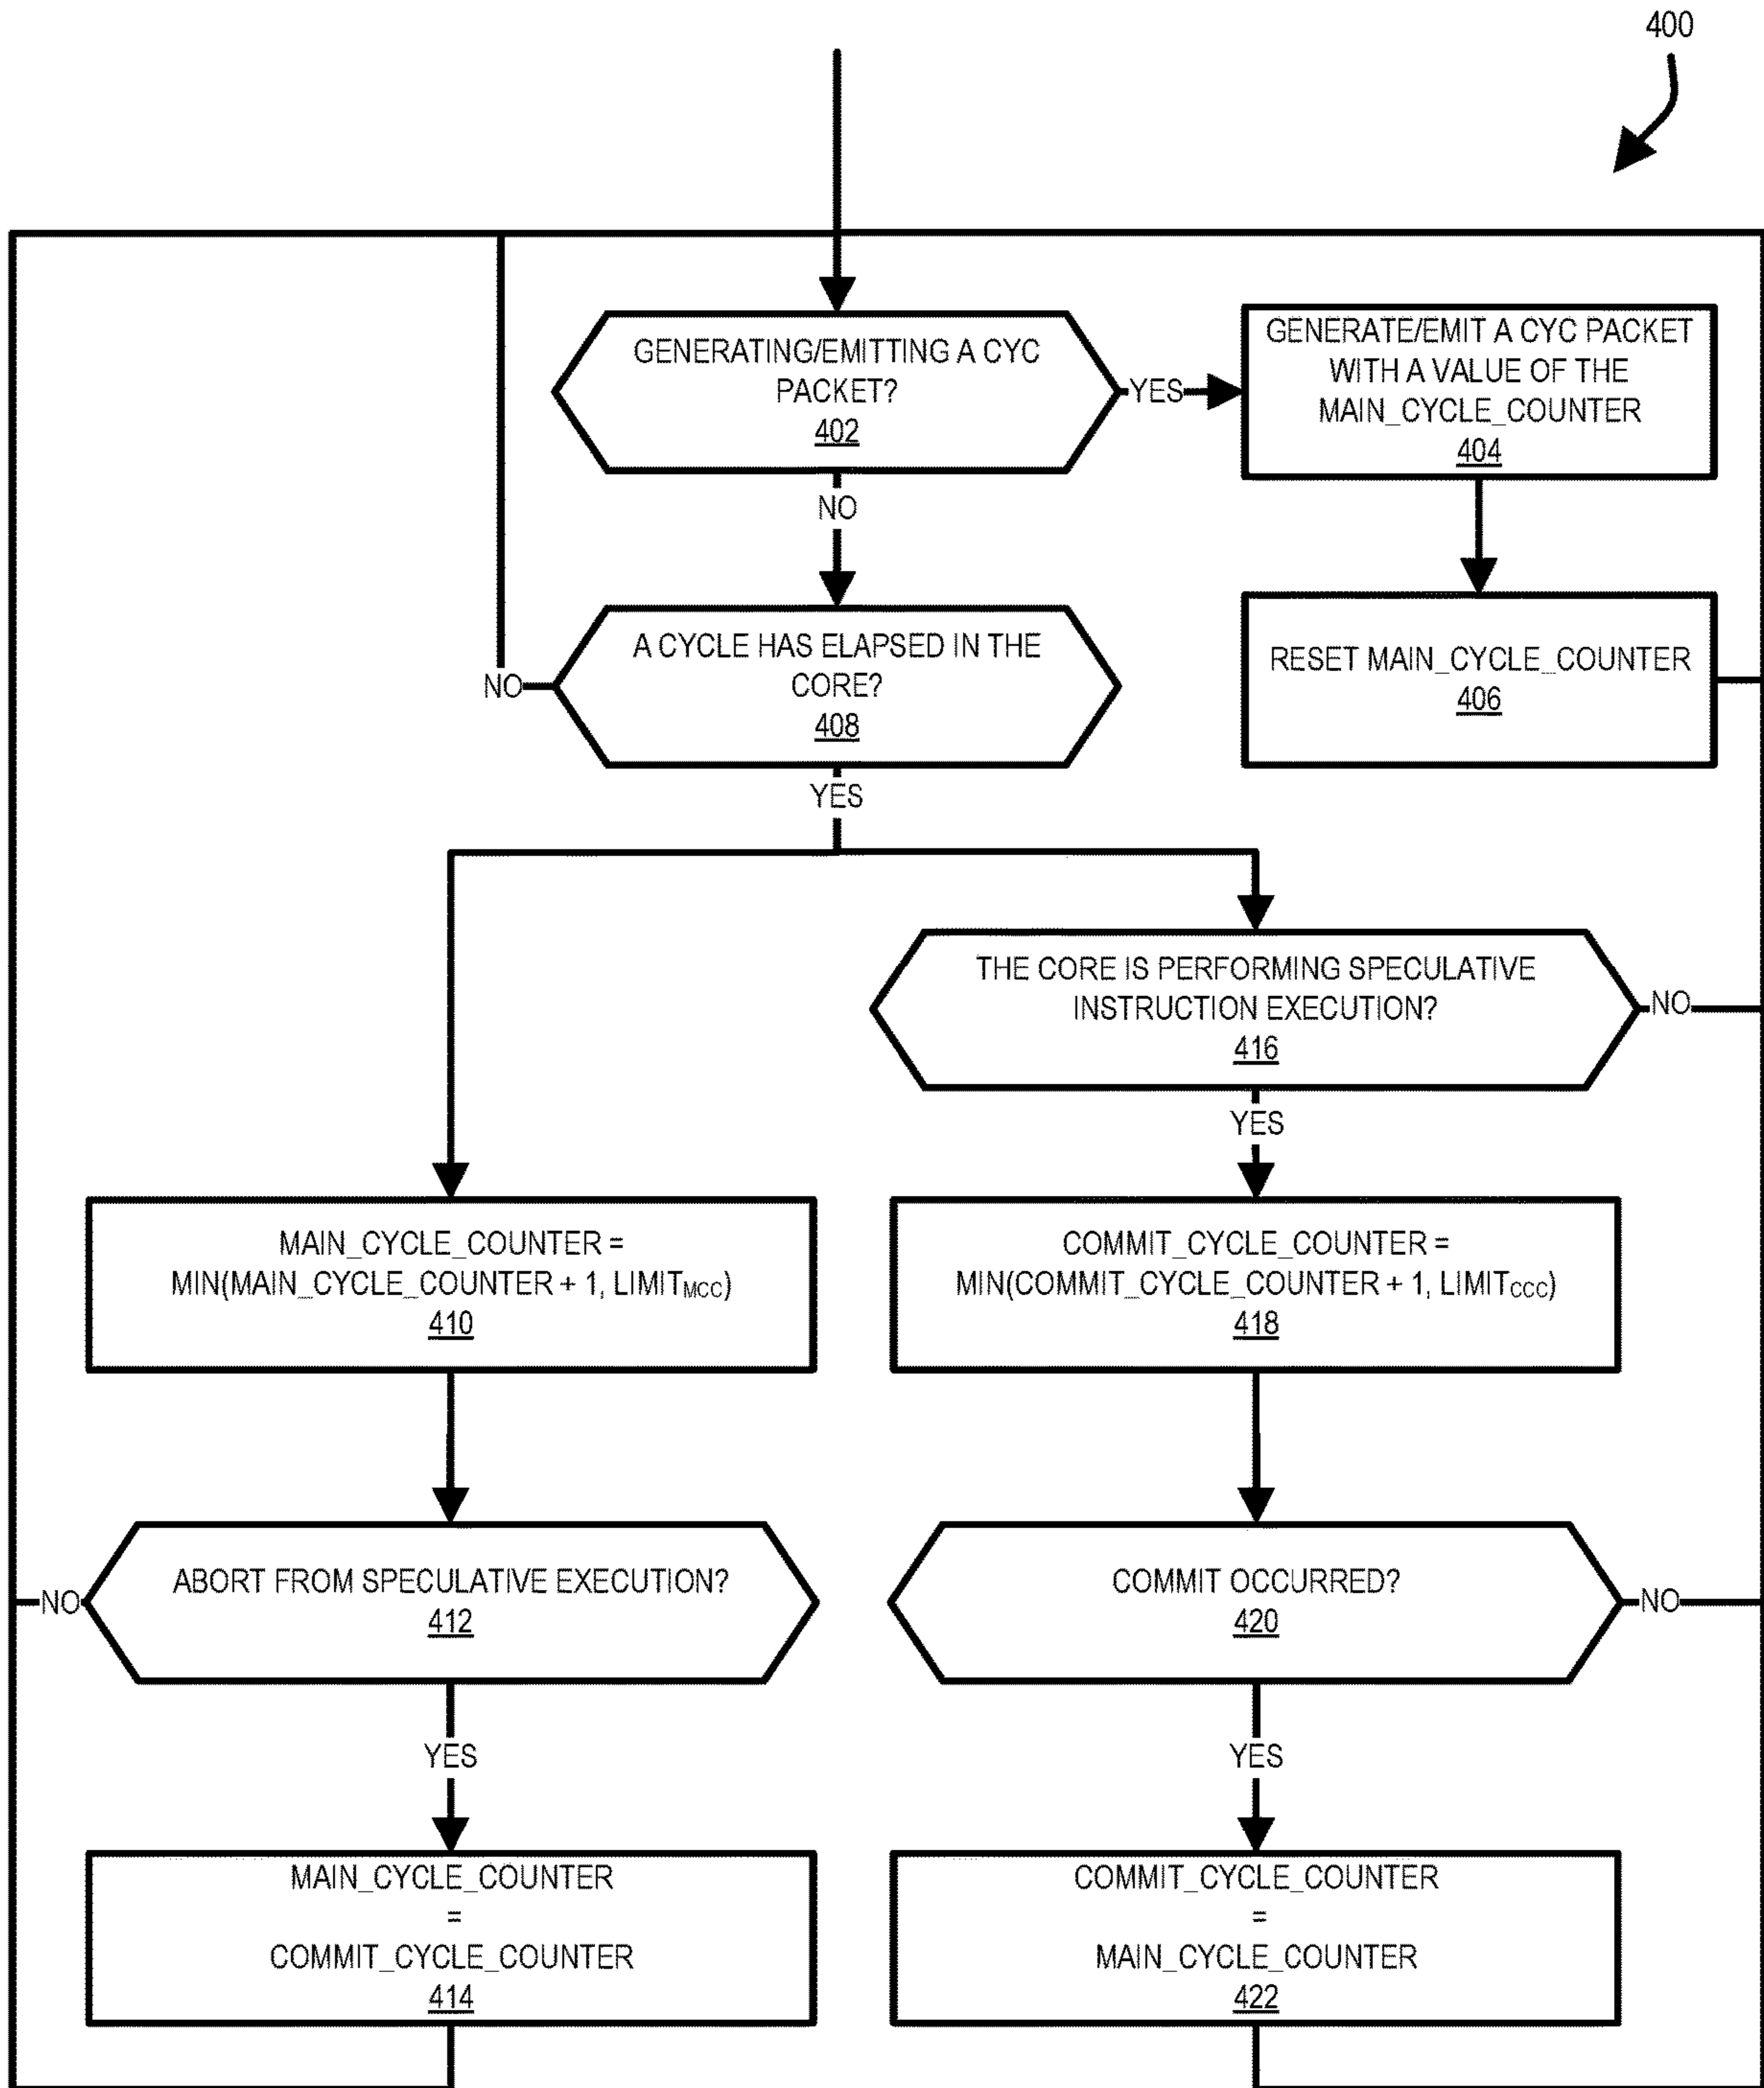 400
GENERATING/EMITTING A CYC
PACKET?
402
YES
GENERATE/EMIT A CYC PACKET
WITH A VALUE OF THE
MAIN_CYCLE_COUNTER
404
NO
A CYCLE HAS ELAPSED IN THE
CORE?
408
NO
RESET MAIN_CYCLE_COUNTER
406
YES
THE CORE IS PERFORMING SPECULATIVE
INSTRUCTION EXECUTION?
416
NO
YES
MAIN_CYCLE_COUNTER =
MIN(MAIN_CYCLE_COUNTER + 1, LIMITMCC)
410
COMMIT_CYCLE_COUNTER =
MIN(COMMIT_CYCLE_COUNTER + 1, LIMITCCC)
418
NO
ABORT FROM SPECULATIVE EXECUTION?
412
COMMIT OCCURRED?
420
NO
YES
YES
MAIN_CYCLE_COUNTER
=
COMMIT_CYCLE_COUNTER
414
COMMIT_CYCLE_COUNTER
=
MAIN_CYCLE_COUNTER
422